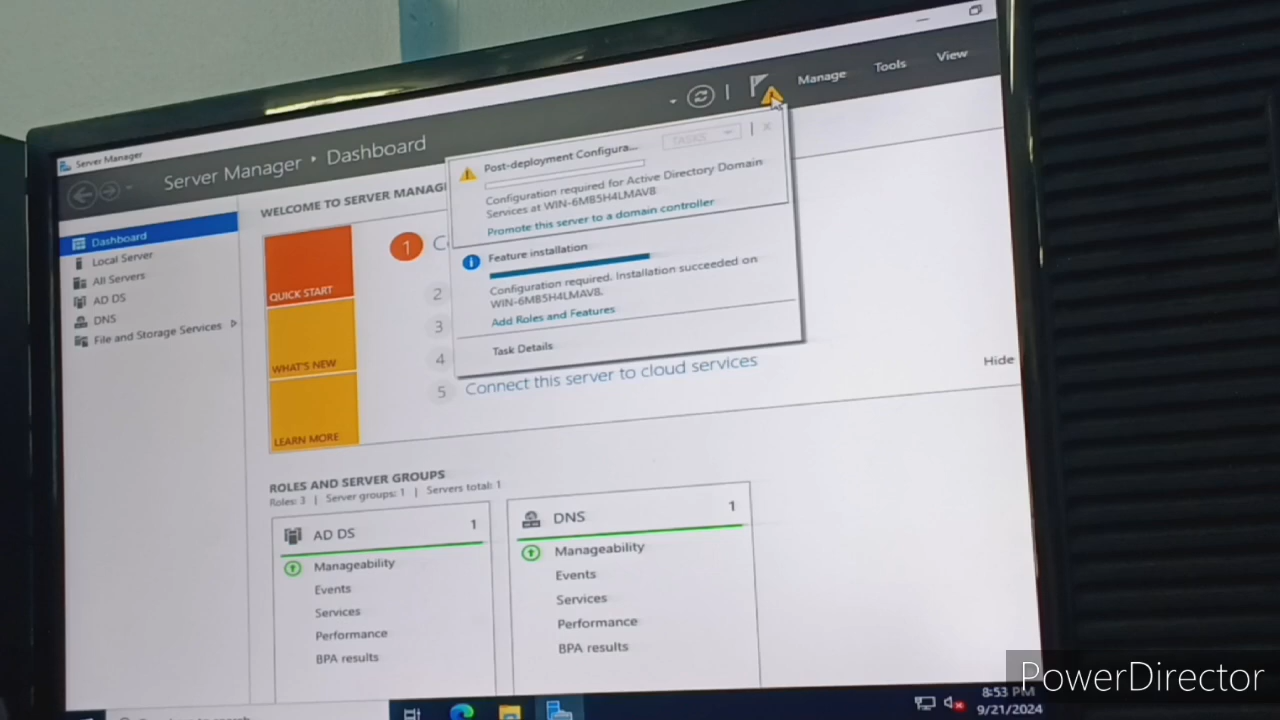 Server Manager
Server Manager ‣ Dashboard
Manage
Tools
View
Dashboard
Local Server
All Servers
AD DS
DNS
File and Storage Services
WELCOME TO SERVER MANAG
QUICK START
WHAT'S NEW
LEARN MORE
1
2
3
4
5 Connect this server to cloud services
Hide
Post-deployment Configura...
TASKS
Configuration required for Active Directory Domain
Services at WIN-6MB5H4LMAV8
Promote this server to a domain controller
Feature installation
Configuration required. Installation succeeded on
WIN-6MB5H4LMAV8.
Add Roles and Features
Task Details
ROLES AND SERVER GROUPS
Roles: 3 | Server groups: 1 | Servers total: 1
AD DS 1
Manageability
Events
Services
Performance
BPA results
DNS 1
Manageability
Events
Services
Performance
BPA results
8:53 PM
9/21/2024
PowerDirector